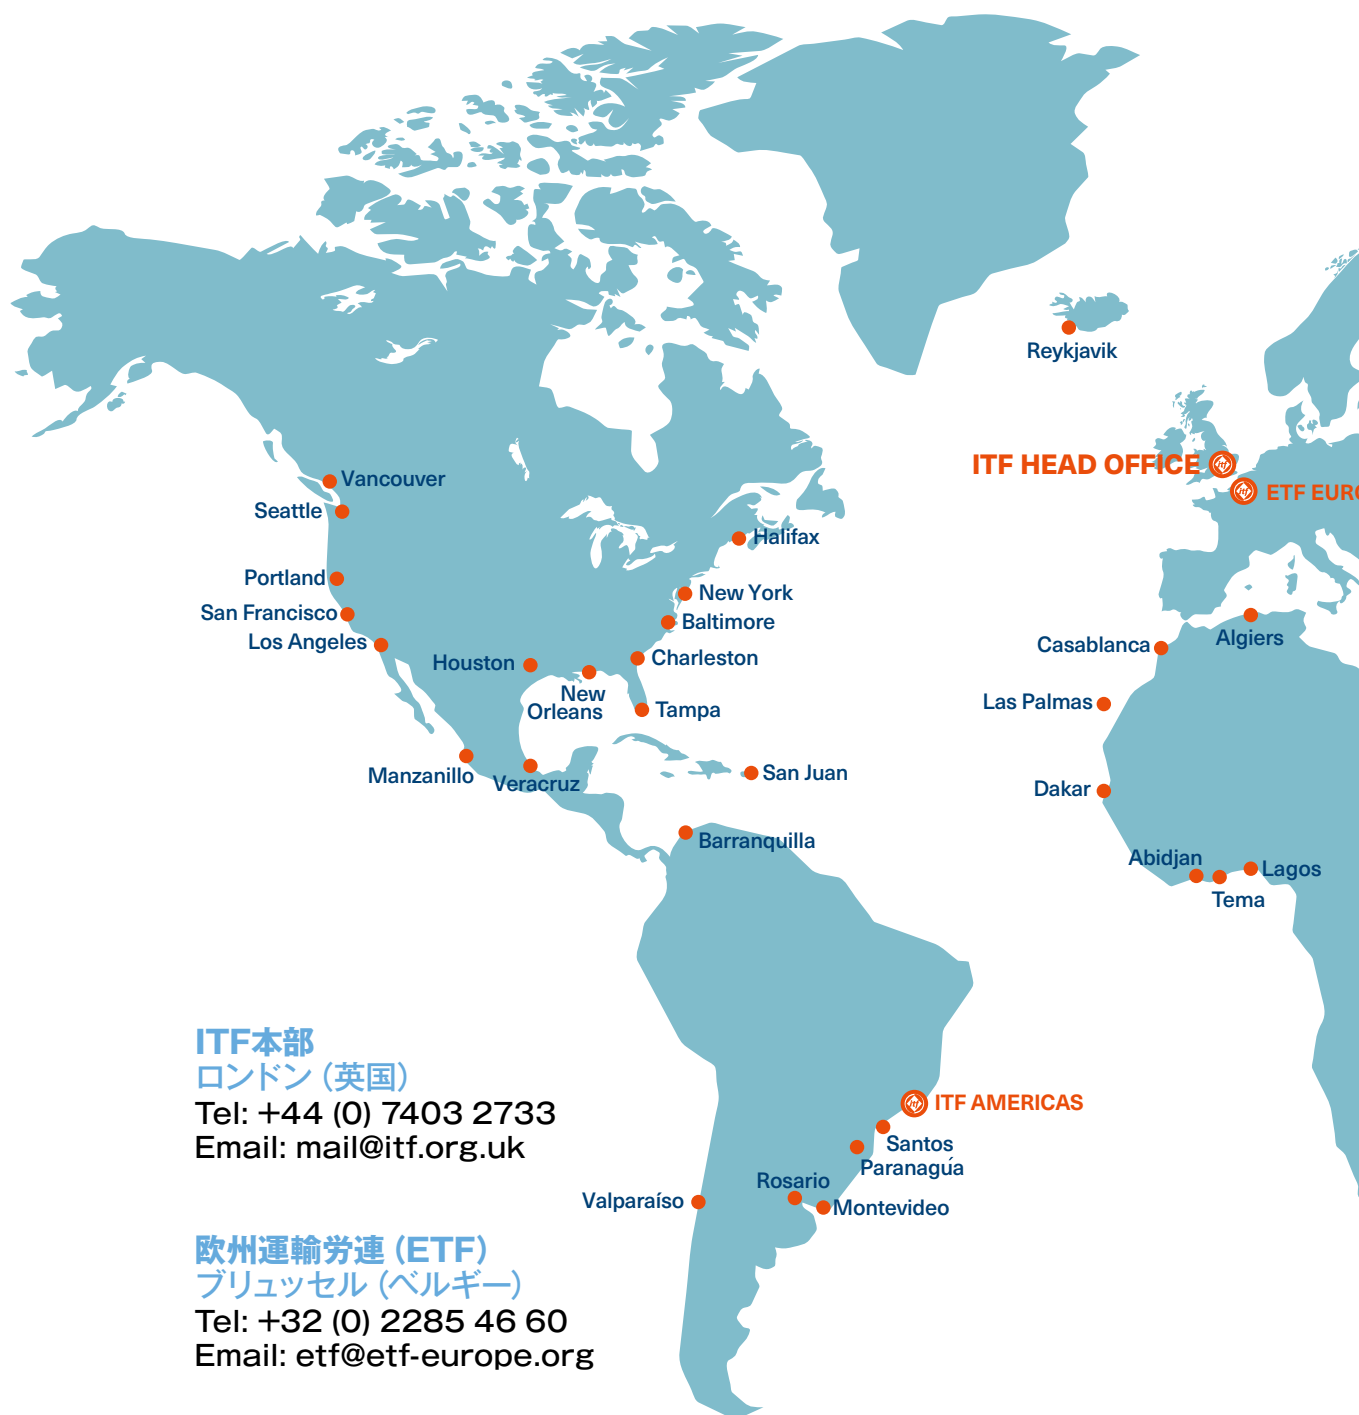 Reykjavik
ITF HEAD OFFICE
ETF EURO
Vancouver
Seattle
Halifax
Portland
New York
San Francisco
Baltimore
Los Angeles
Algiers
Casablanca
Houston
Charleston
New
Orleans
Tampa
Las Palmas
Manzanillo
Veracruz
San Juan
Dakar
Barranquilla
Abidjan
Lagos
Tema
ITF本部
ロンドン（英国）
Tel: +44 (0) 7403 2733
Email: mail@itf.org.uk
ITF AMERICAS
Santos
Paranagúa
Rosario
Valparaíso
Montevideo
欧州運輸労連（ETF）
ブリュッセル（ベルギー）
Tel: +32 (0) 2285 46 60
Email: etf@etf-europe.org